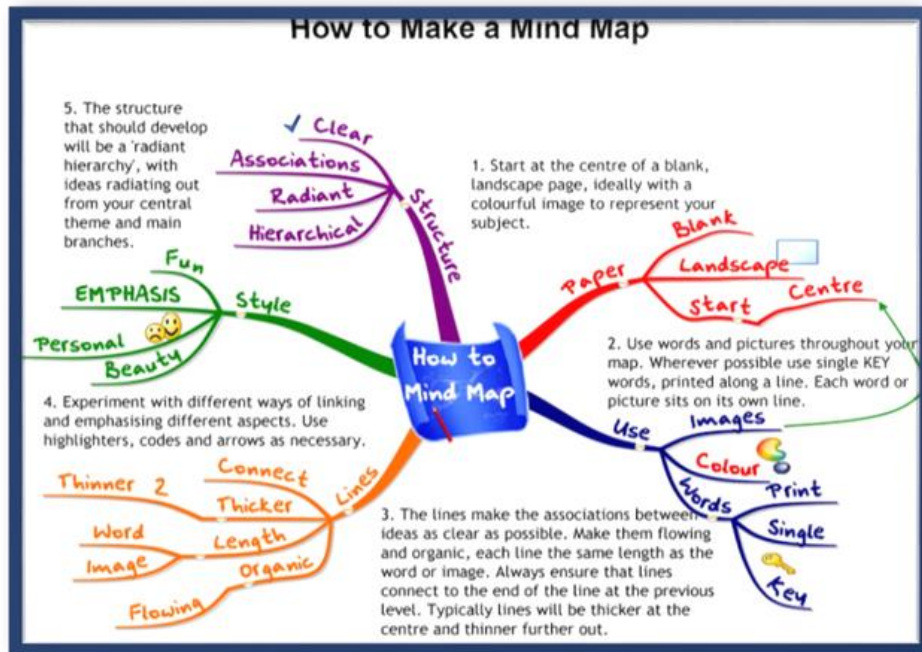 How to Make a Mind Map
5. The structure
that should develop
will be a 'radiant
hierarchy', with
ideas radiating out
from your central
theme and main
branches.
Clear
Associations
Radiant
Hierarchical
Structure
1. Start at the centre of a blank,
landscape page, ideally with a
colourful image to represent your
subject.
Paper
Blank
Landscape
Start
Centre
Fun
EMPHASIS
Personal
Beauty
Style
How to
Mind Map
2. Use words and pictures throughout your
map. Wherever possible use single KEY
words, printed along a line. Each word or
picture sits on its own line.
Use
Images
Colour
Words
Print
Single
Key
4. Experiment with different ways of linking
and emphasising different aspects. Use
highlighters, codes and arrows as necessary.
Lines
Connect
Thinner 2
Thicker
Word
Image
Length
Organic
Flowing
3. The lines make the associations between
ideas as clear as possible. Make them flowing
and organic, each line the same length as the
word or image. Always ensure that lines
connect to the end of the line at the previous
level. Typically lines will be thicker at the
centre and thinner further out.